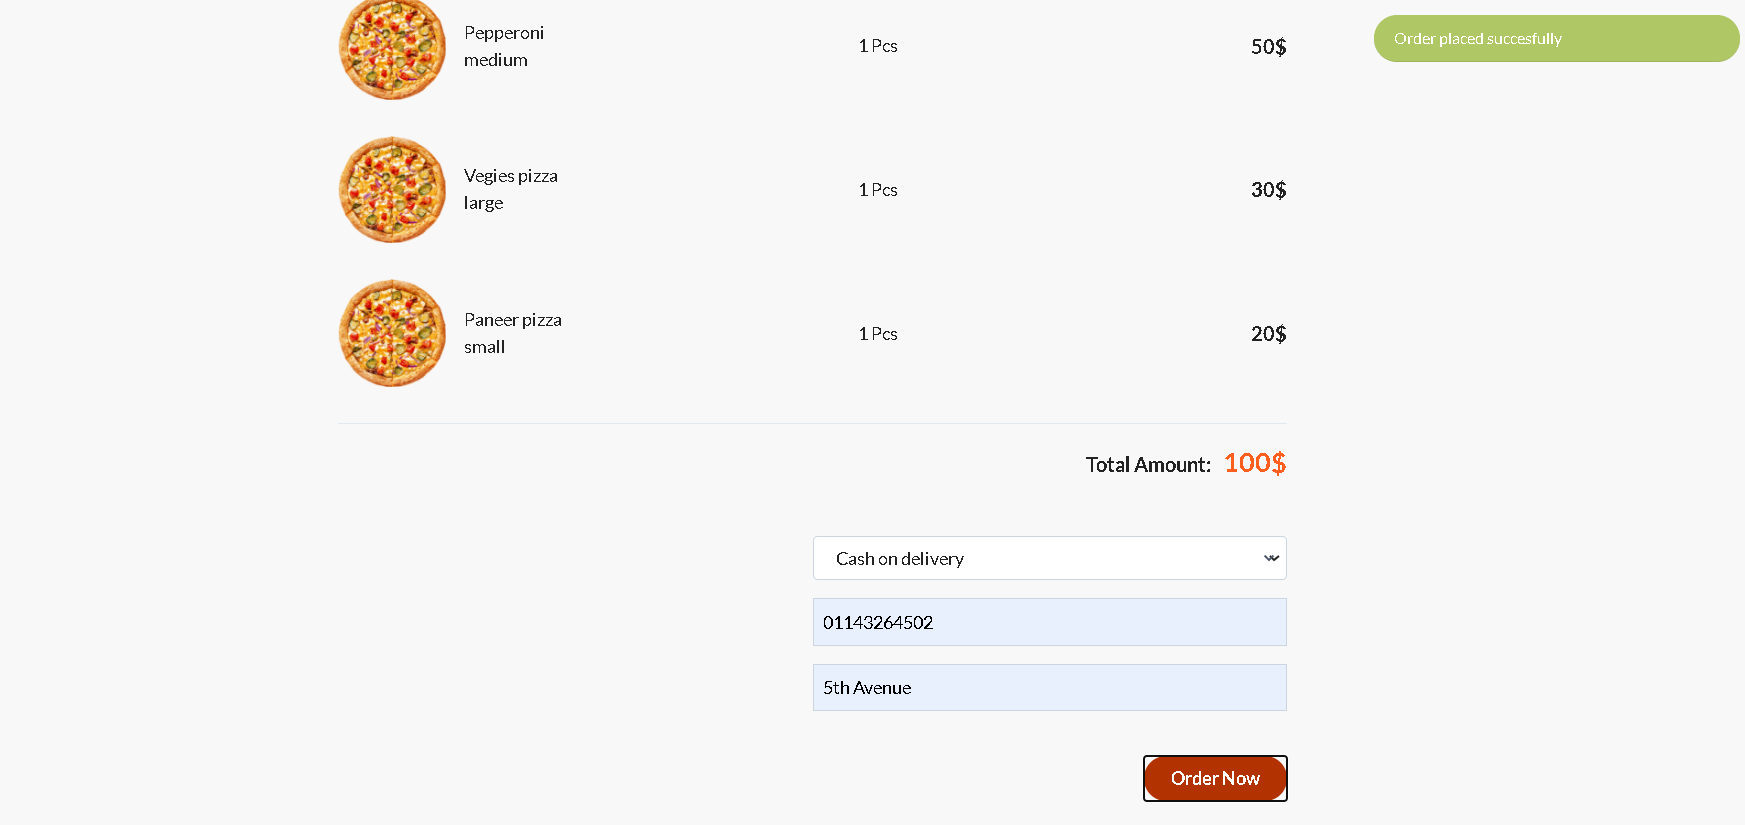 Order placed succesfully
Pepperoni
medium
1 Pcs
50$
Vegies pizza
large
1 Pcs
30$
Paneer pizza
small
1 Pcs
20$
Total Amount: 100$
Cash on delivery
01143264502
5th Avenue
Order Now